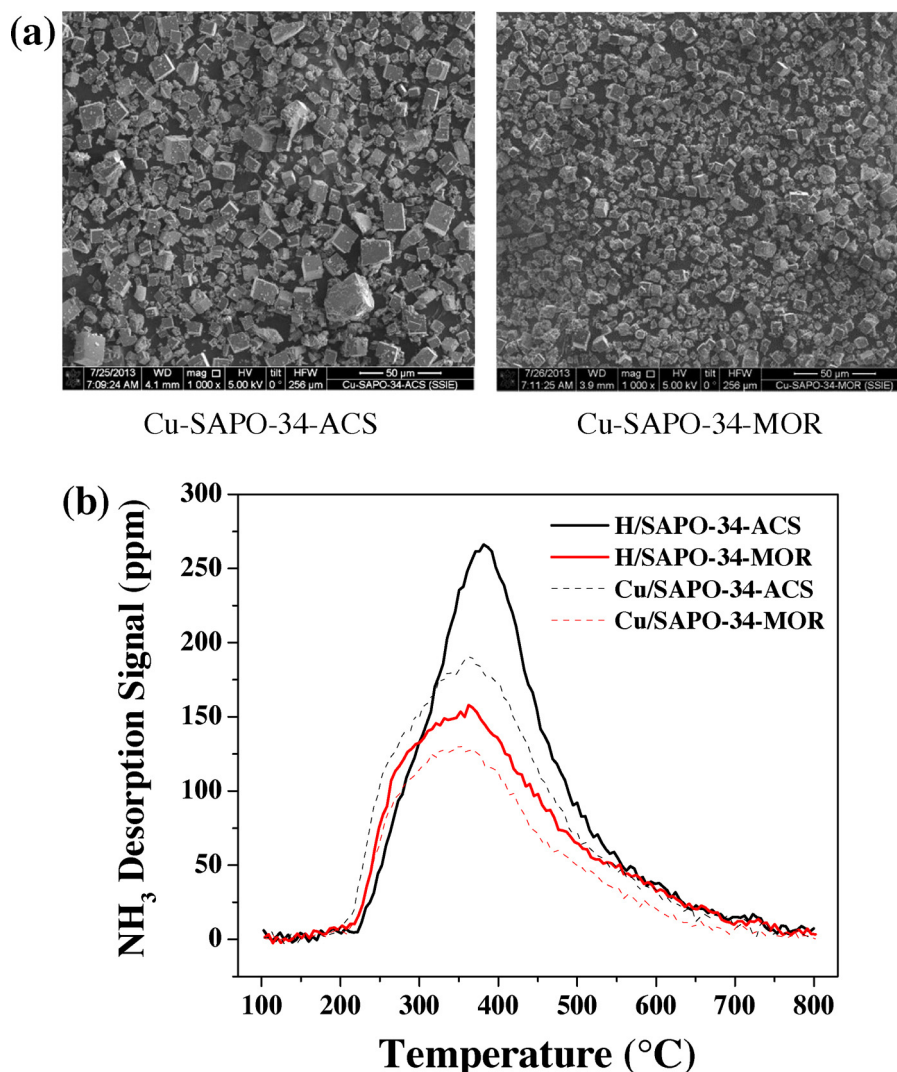 (a)
7/25/2013 WD mag HV tilt HFW 50 µm
7:09:24 AM 4.1 mm 1 000 x 5.00 kV 0 ° 256 µm Cu-SAPO-34-ACS (SSIE)
7/26/2013 WD mag HV tilt HFW 50 µm
7:11:25 AM 3.9 mm 1 000 x 5.00 kV 0 ° 256 µm Cu-SAPO-34-MOR (SSIE)
Cu-SAPO-34-ACS
Cu-SAPO-34-MOR
(b)
NH₃ Desorption Signal (ppm)
300
250
200
150
100
50
0
H/SAPO-34-ACS
H/SAPO-34-MOR
Cu/SAPO-34-ACS
Cu/SAPO-34-MOR
100 200 300 400 500 600 700 800
Temperature (°C)